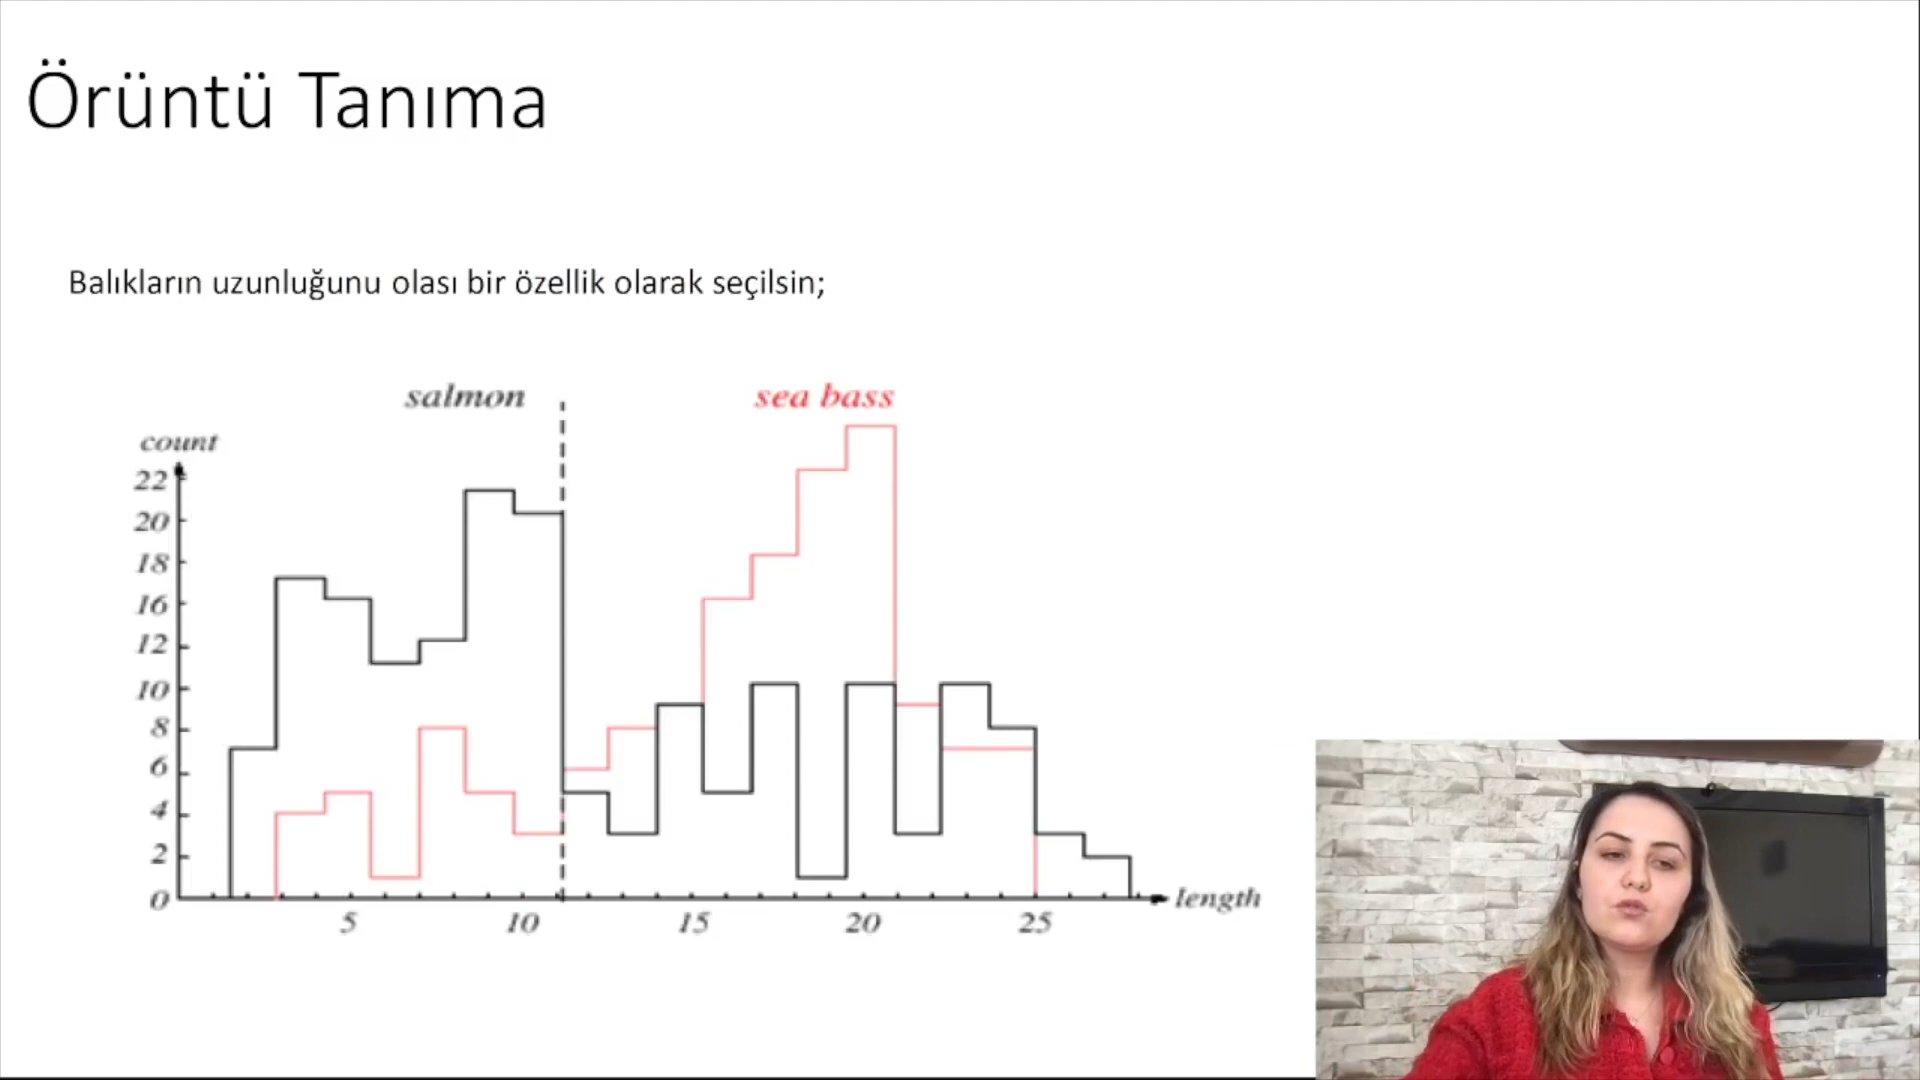 Örüntü Tanıma
Balıkların uzunluğunu olası bir özellik olarak seçilsin;
salmon
sea bass
count
22
20
18
16
12
10
8
6
4
2
0
5
10
15
20
25
length